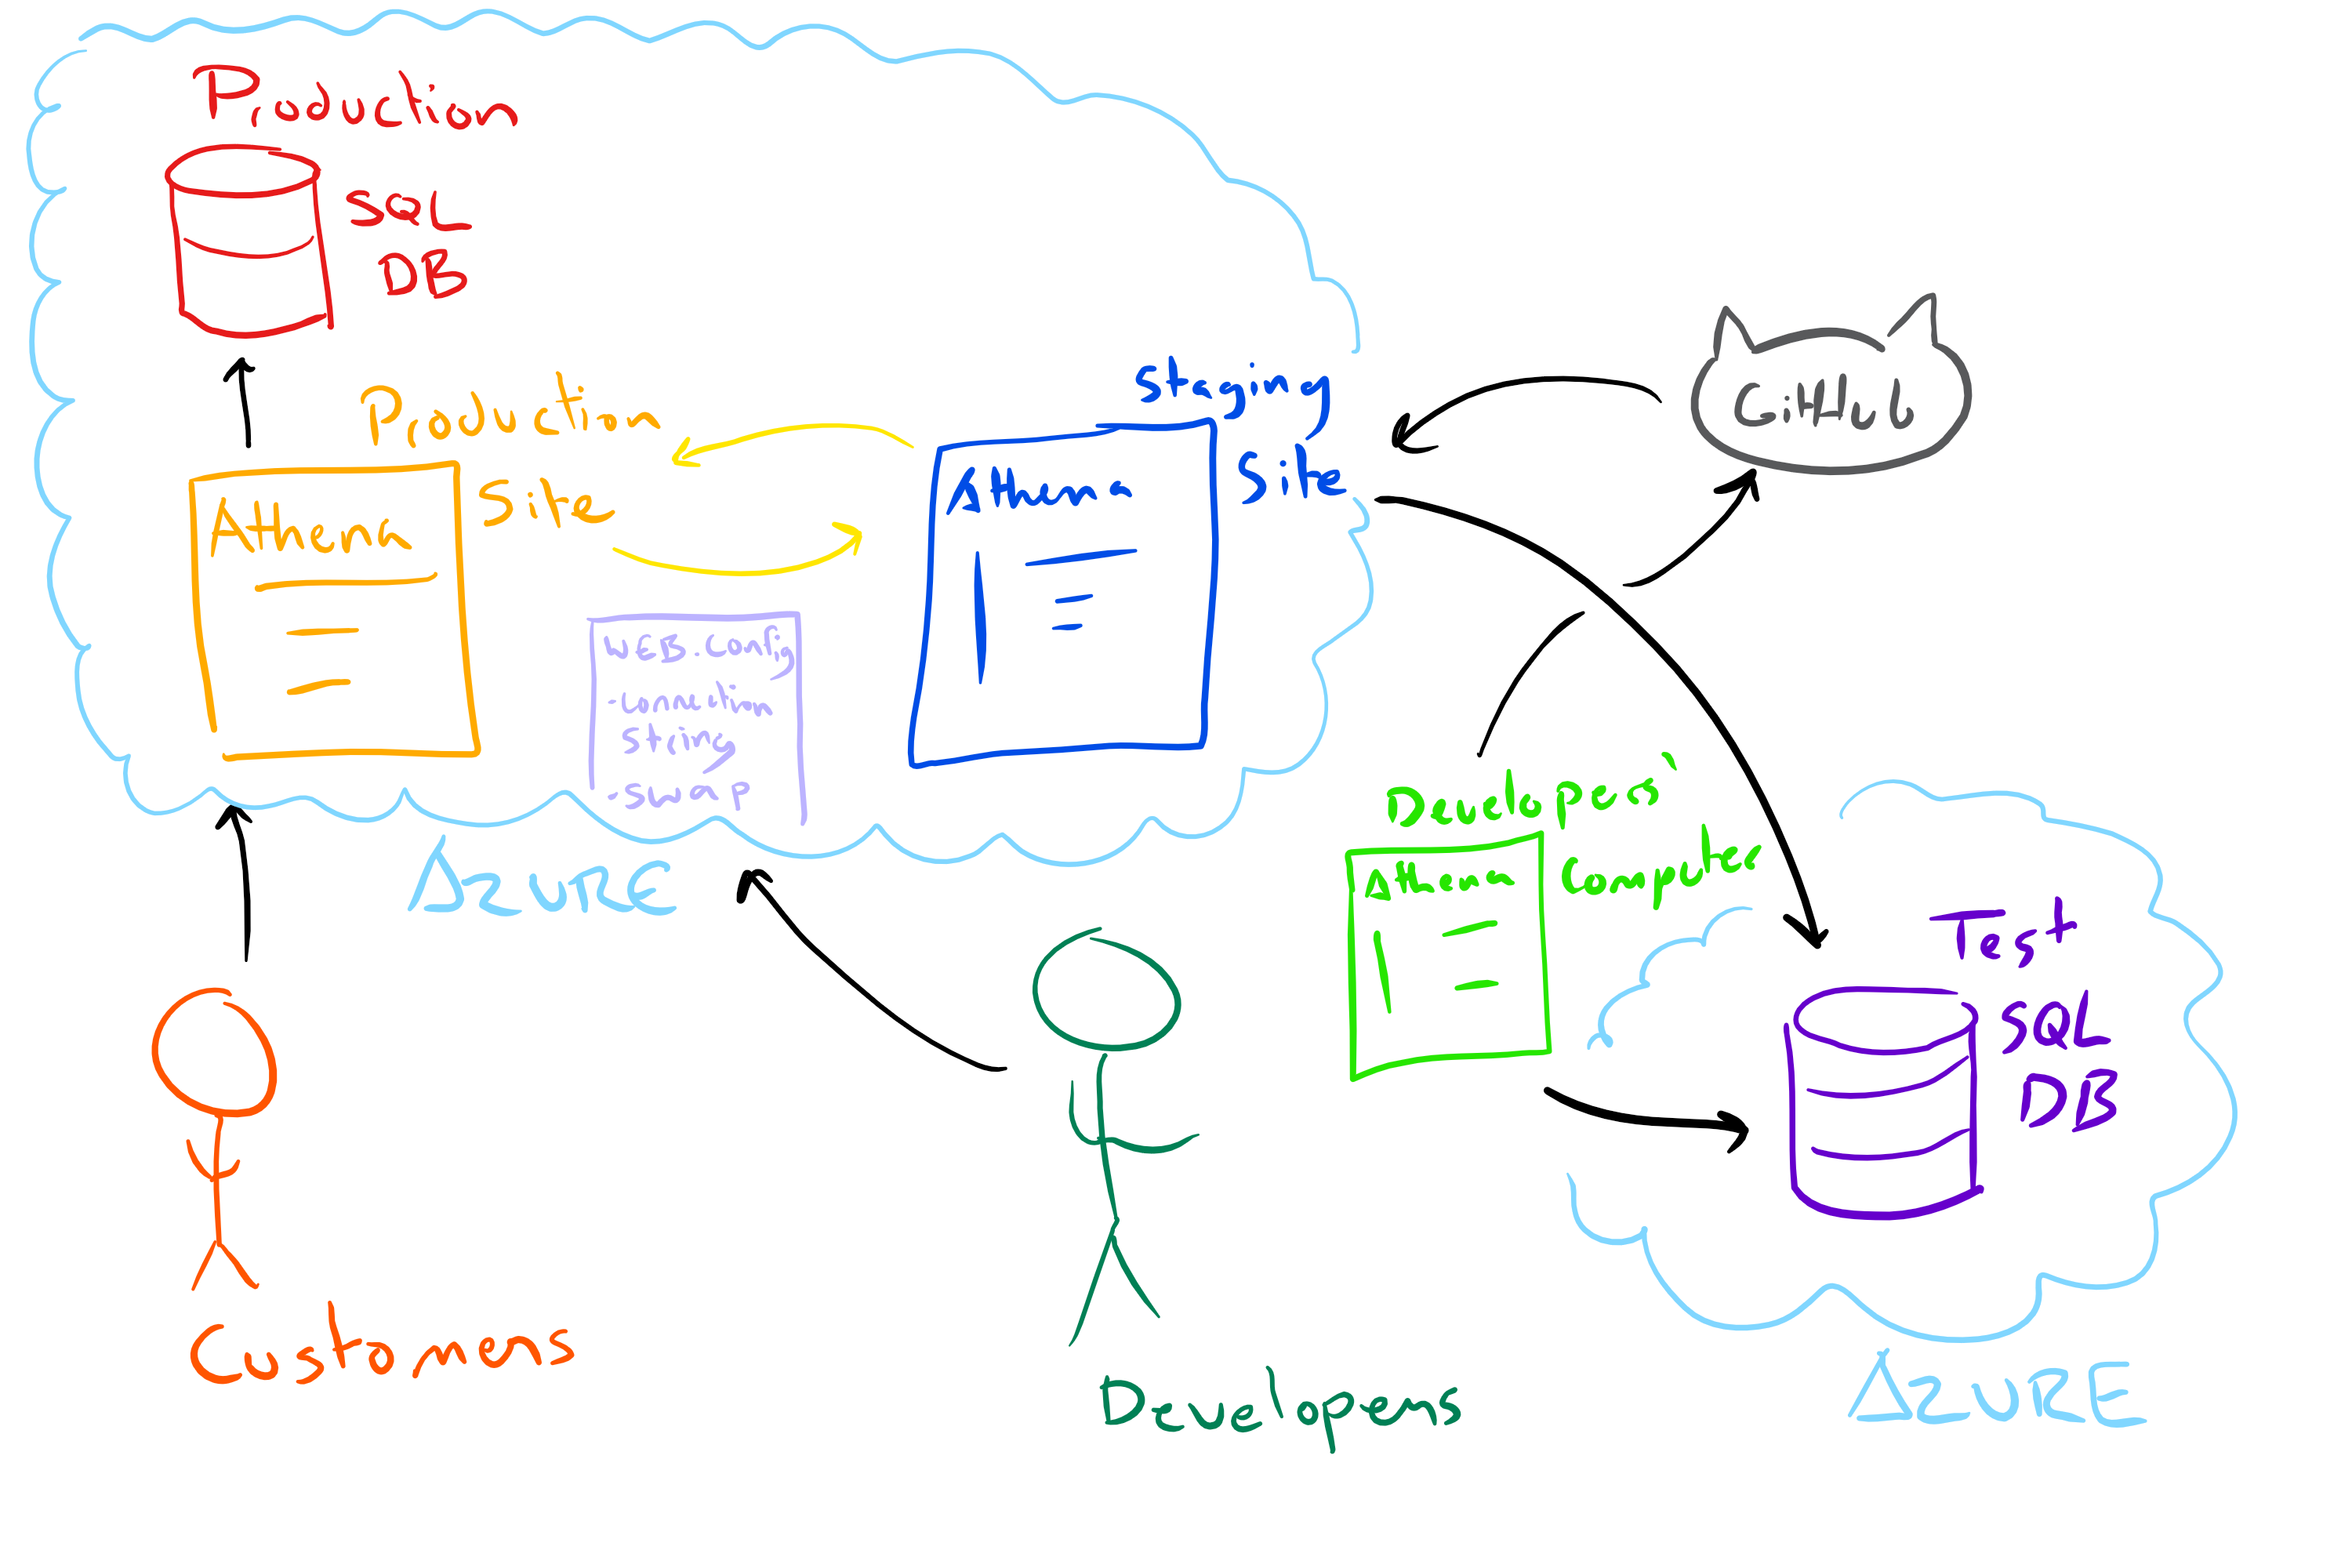 Production
SQL
DB
Production
Site
Athena
Staging
Site
Athena
web.config
- connection
string
- swap
AZURE
GitHub
Developers'
Computer
Athena
Test
SQL
DB
AZURE
Customers
Developers